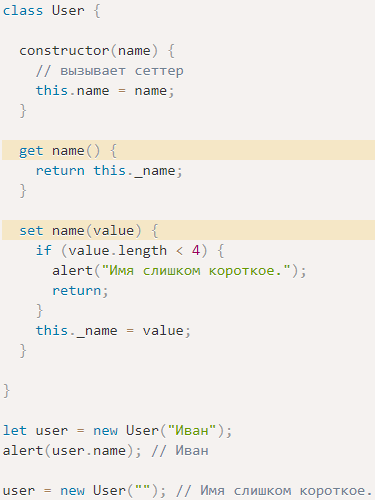 class User {
constructor(name) {
// вызывает сеттер
this.name = name;
}
get name() {
return this._name;
}
set name(value) {
if (value.length < 4) {
alert("Имя слишком короткое.");
return;
}
this._name = value;
}
}
let user = new User("Иван");
alert(user.name); // Иван
user = new User(""); // Имя слишком короткое.